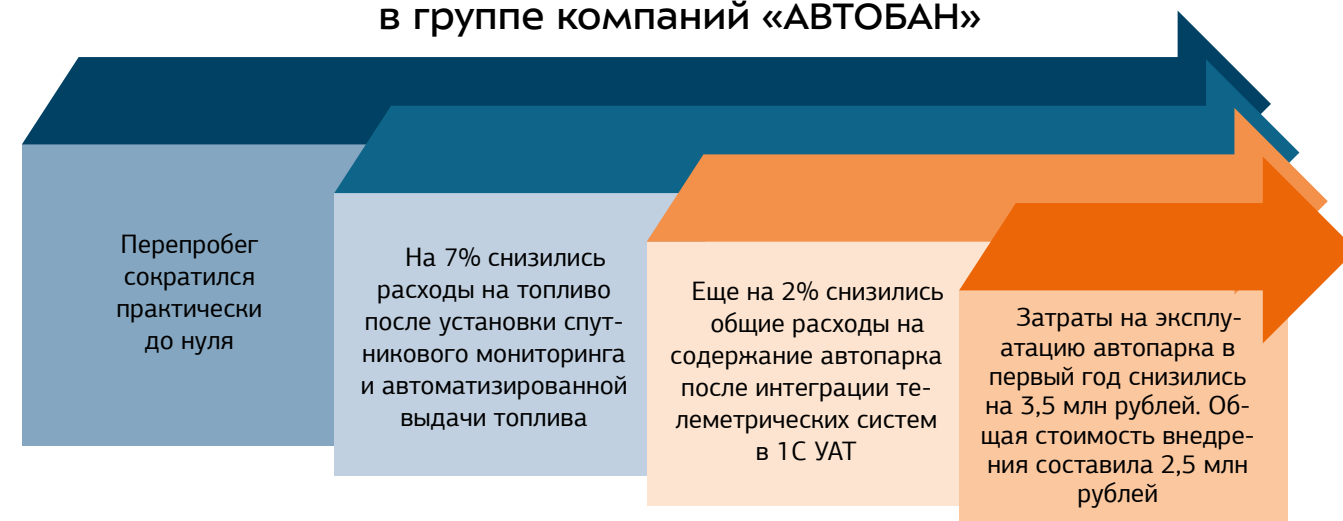 в группе компаний «АВТОБАН»
Перепробег
сократился
практически
до нуля
На 7% снизились
расходы на топливо
после установки спут-
никового мониторинга
и автоматизированной
выдачи топлива
Еще на 2% снизились
общие расходы на
содержание автопарка
после интеграции те-
леметрических систем
в 1С УАТ
Затраты на эксплу-
атацию автопарка в
первый год снизились
на 3,5 млн рублей. Об-
щая стоимость внедре-
ния составила 2,5 млн
рублей